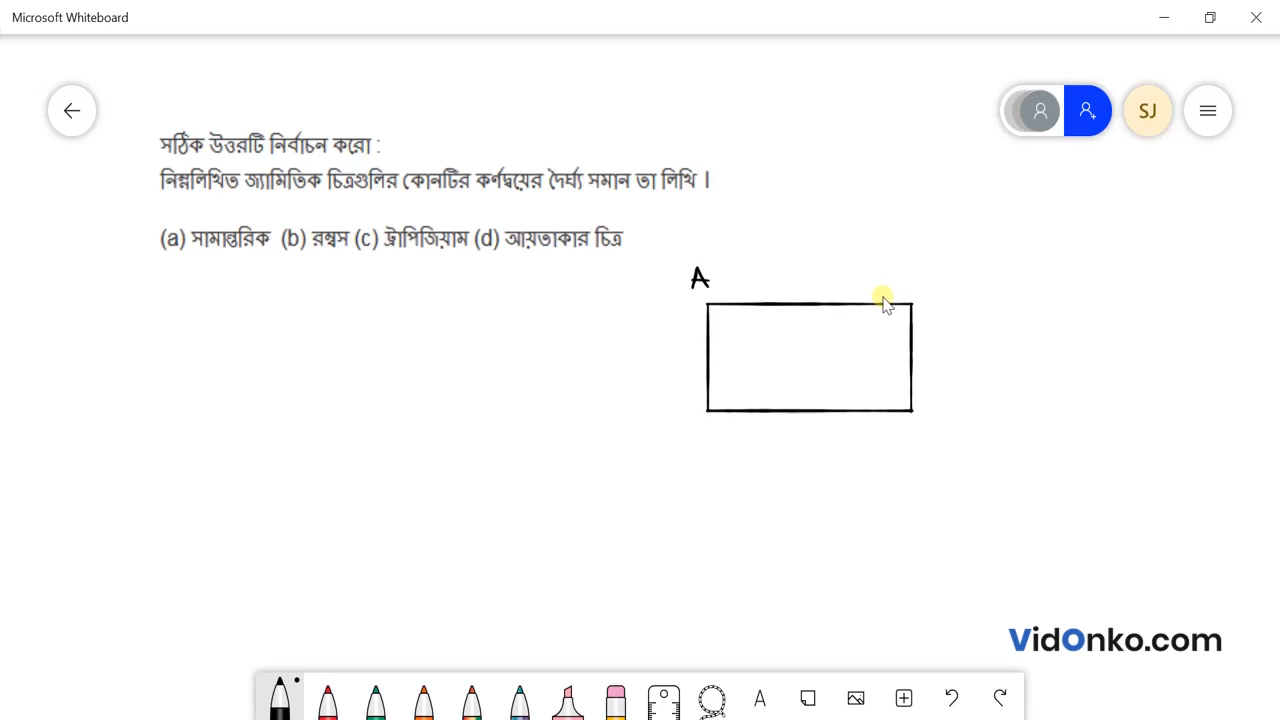 Microsoft Whiteboard
SJ
সঠিক উত্তরটি নির্বাচন করো :
নিম্নলিখিত জ্যামিতিক চিত্রগুলির কোনটির কর্ণদ্বয়ের দৈর্ঘ্য সমান তা লিখি ।
(a) সামান্তরিক (b) রম্বস (c) ট্রাপিজিয়াম (d) আয়তাকার চিত্র
A
VidOnko.com
A